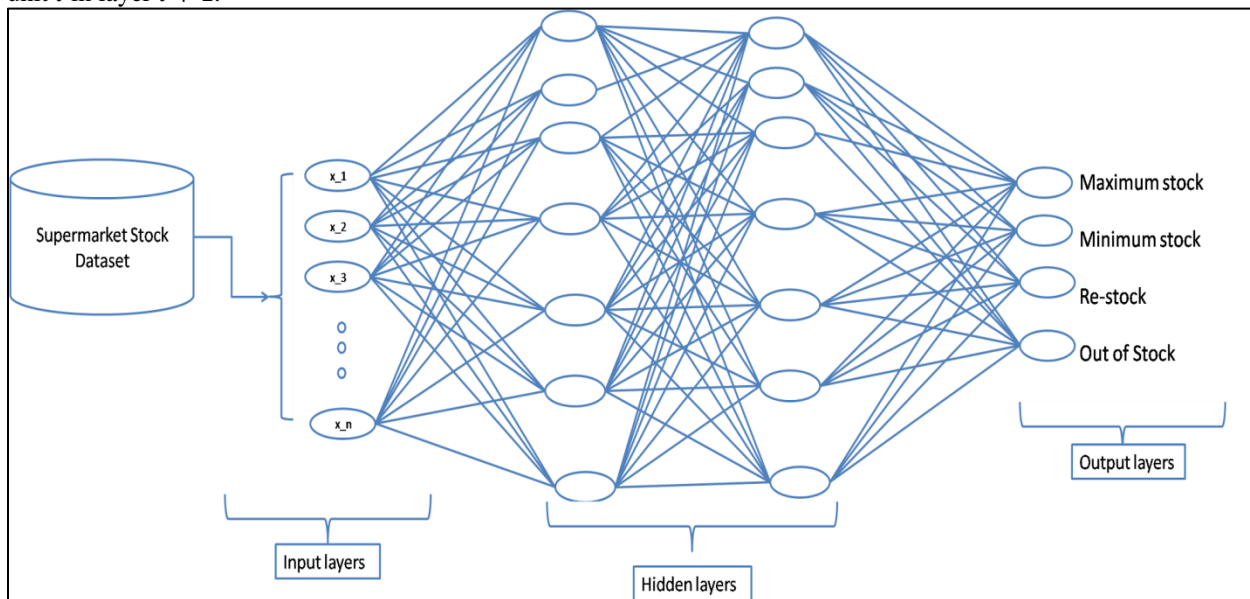 x_1
x_2
x_3
x_n
Supermarket Stock
Dataset
Maximum stock
Minimum stock
Re-stock
Out of Stock
Input layers
Hidden layers
Output layers